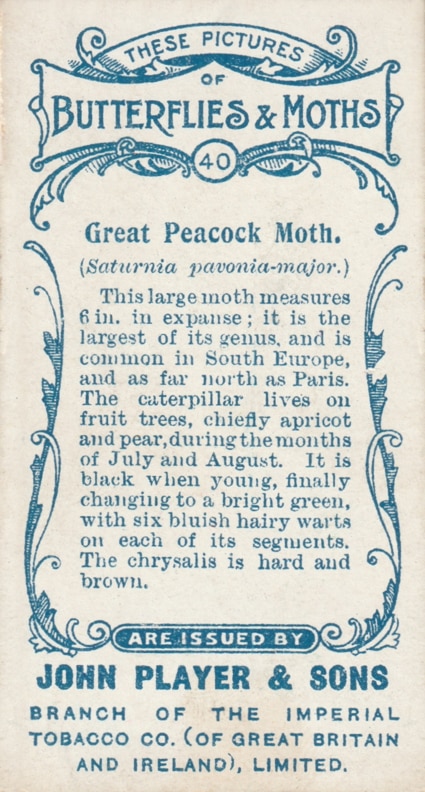 THESE PICTURES
OF
BUTTERFLIES & MOTHS
40
Great Peacock Moth.
(Saturnia pavonia-major.)
This large moth measures
6 in. in expanse; it is the
largest of its genus, and is
common in South Europe,
and as far north as Paris.
The caterpillar lives on
fruit trees, chiefly apricot
and pear, during the months
of July and August. It is
black when young, finally
changing to a bright green,
with six bluish hairy warts
on each of its segments.
The chrysalis is hard and
brown.
ARE ISSUED BY
JOHN PLAYER & SONS
BRANCH OF THE IMPERIAL
TOBACCO CO. (OF GREAT BRITAIN
AND IRELAND), LIMITED.